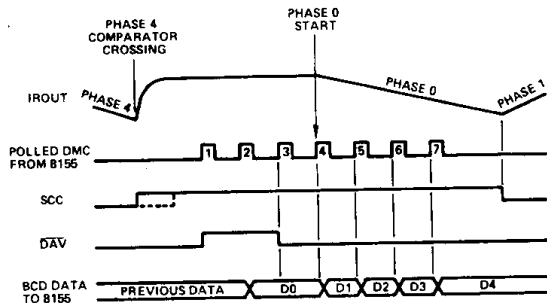 PHASE 4
COMPARATOR
CROSSING
PHASE 0
START
IROUT
PHASE 4
PHASE 0
PHASE 1
POLLED DMC
FROM 8155
1 2 3 4 5 6 7
SCC
DAV
BCD DATA
TO 8155
PREVIOUS DATA D0 D1 D2 D3 D4